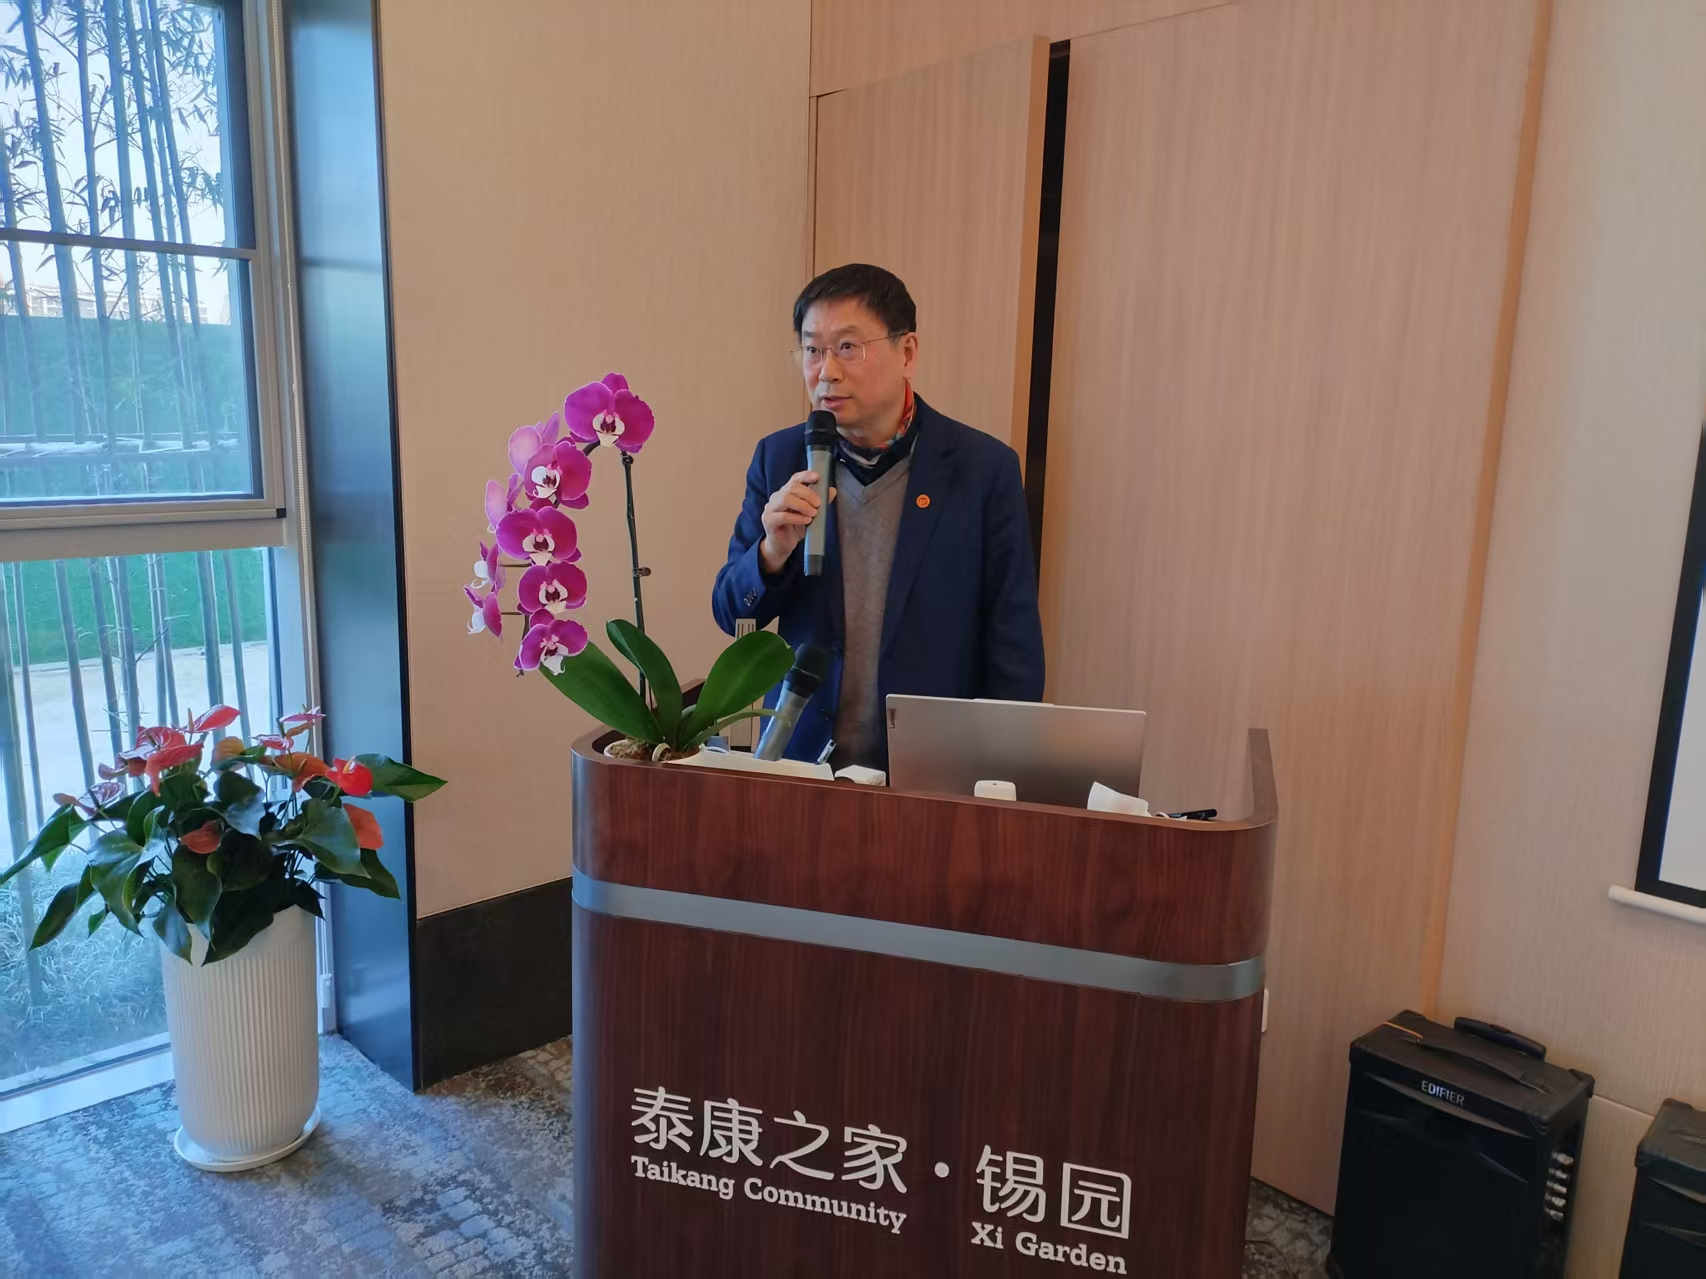 泰康之家·锡园
Taikang Community
Xi Garden
EDIFIER